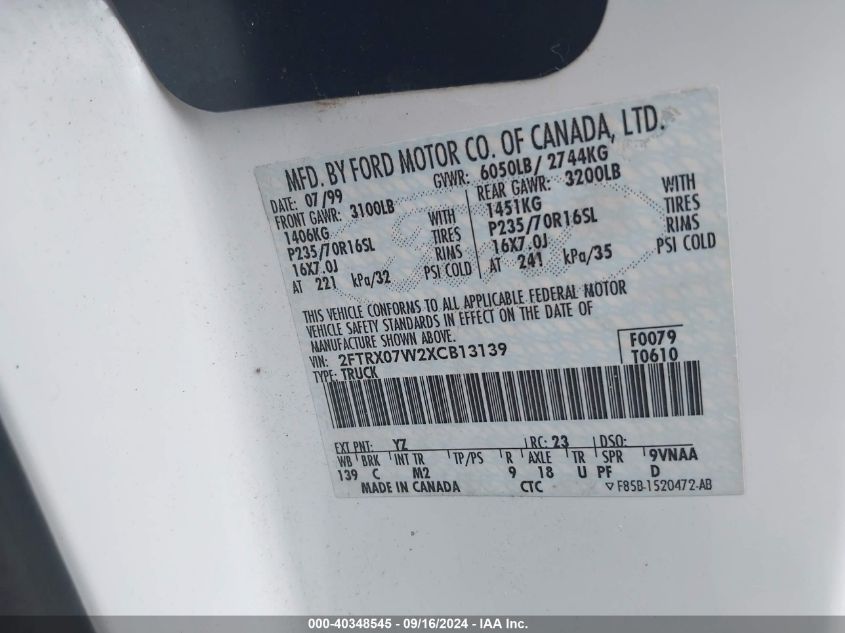 MFD. BY FORD MOTOR CO. OF CANADA, LTD.
DATE: 07/99 GVWR: 6050LB/ 2744KG
FRONT GAWR: 3100LB REAR GAWR: 3200LB
1406KG WITH 1451KG WITH
P235/70R16SL TIRES P235/70R16SL TIRES
16X7.0J RIMS 16X7.0J RIMS
AT 221 kPa/32 PSI COLD AT 241 kPa/35 PSI COLD
THIS VEHICLE CONFORMS TO ALL APPLICABLE FEDERAL MOTOR
VEHICLE SAFETY STANDARDS IN EFFECT ON THE DATE OF
MANUFACTURE SHOWN ABOVE.
VIN: 2FTRX07W2XCB13139 F0079
TYPE: TRUCK T0610
EXT PNT: YZ RC: 23 DSO:
WB BRK INT TR TP/PS R AXLE TR SPR 9VNAA
139 C M2 9 18 U PF D
MADE IN CANADA CTC ▽ F85B-1520472-AB
000-40348545 - 09/16/2024 - IAA Inc.